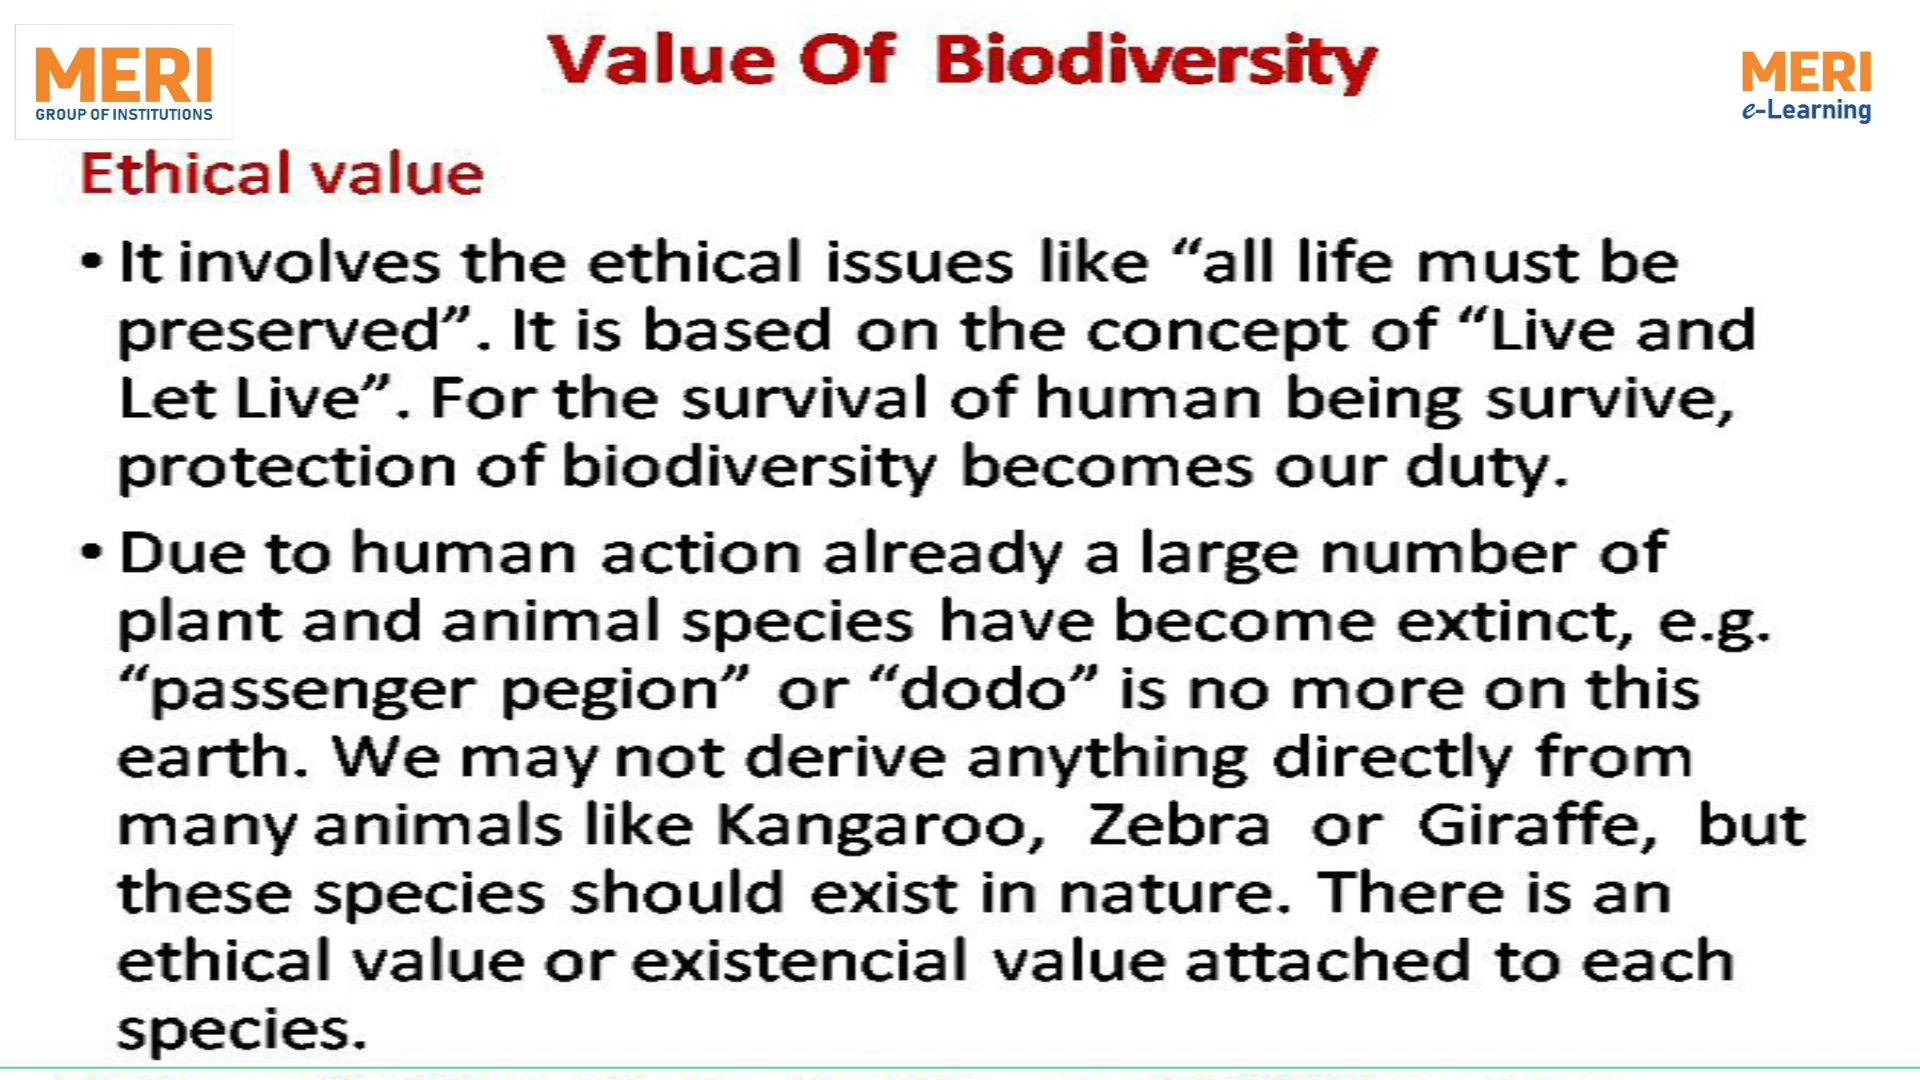 MERI
GROUP OF INSTITUTIONS
Value Of Biodiversity
MERI
e-Learning
Ethical value
• It involves the ethical issues like “all life must be
preserved”. It is based on the concept of “Live and
Let Live”. For the survival of human being survive,
protection of biodiversity becomes our duty.
• Due to human action already a large number of
plant and animal species have become extinct, e.g.
“passenger pegion” or “dodo” is no more on this
earth. We may not derive anything directly from
many animals like Kangaroo, Zebra or Giraffe, but
these species should exist in nature. There is an
ethical value or existencial value attached to each
species.